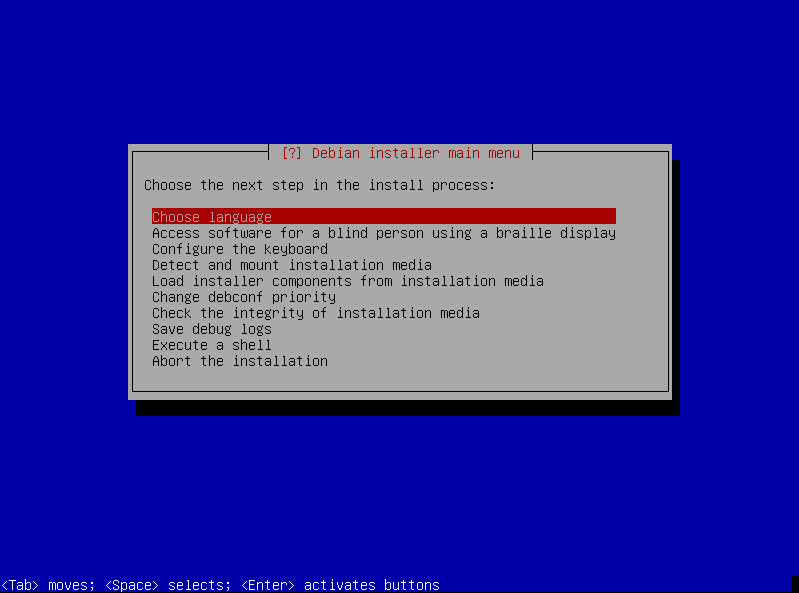 [?] Debian installer main menu
Choose the next step in the install process:
Choose language
Access software for a blind person using a braille display
Configure the keyboard
Detect and mount installation media
Load installer components from installation media
Change debconf priority
Check the integrity of installation media
Save debug logs
Execute a shell
Abort the installation
<Tab> moves; <Space> selects; <Enter> activates buttons